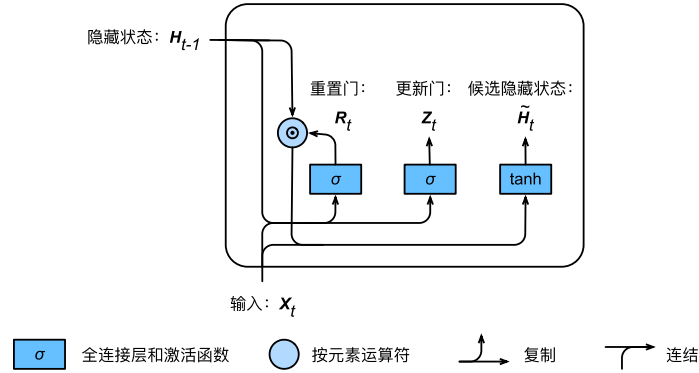 隐藏状态：H_{t-1}
重置门： 更新门： 候选隐藏状态：
R_t Z_t H̃_t
σ σ tanh
输入：X_t
σ 全连接层和激活函数 按元素运算符 复制 连结